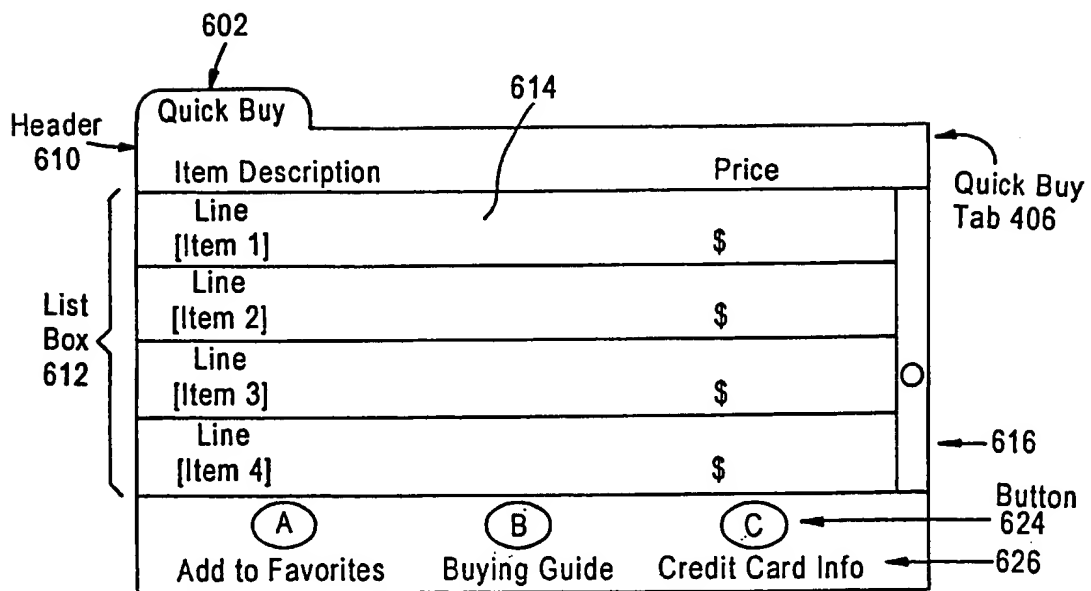 602
Quick Buy
614
Header
610
Item Description Price
Quick Buy
Tab 406
Line
[Item 1] $
Line
[Item 2] $
List
Box
612
Line
[Item 3] $
Line
[Item 4] $
616
A B C
Button
624
Add to Favorites Buying Guide Credit Card Info
626